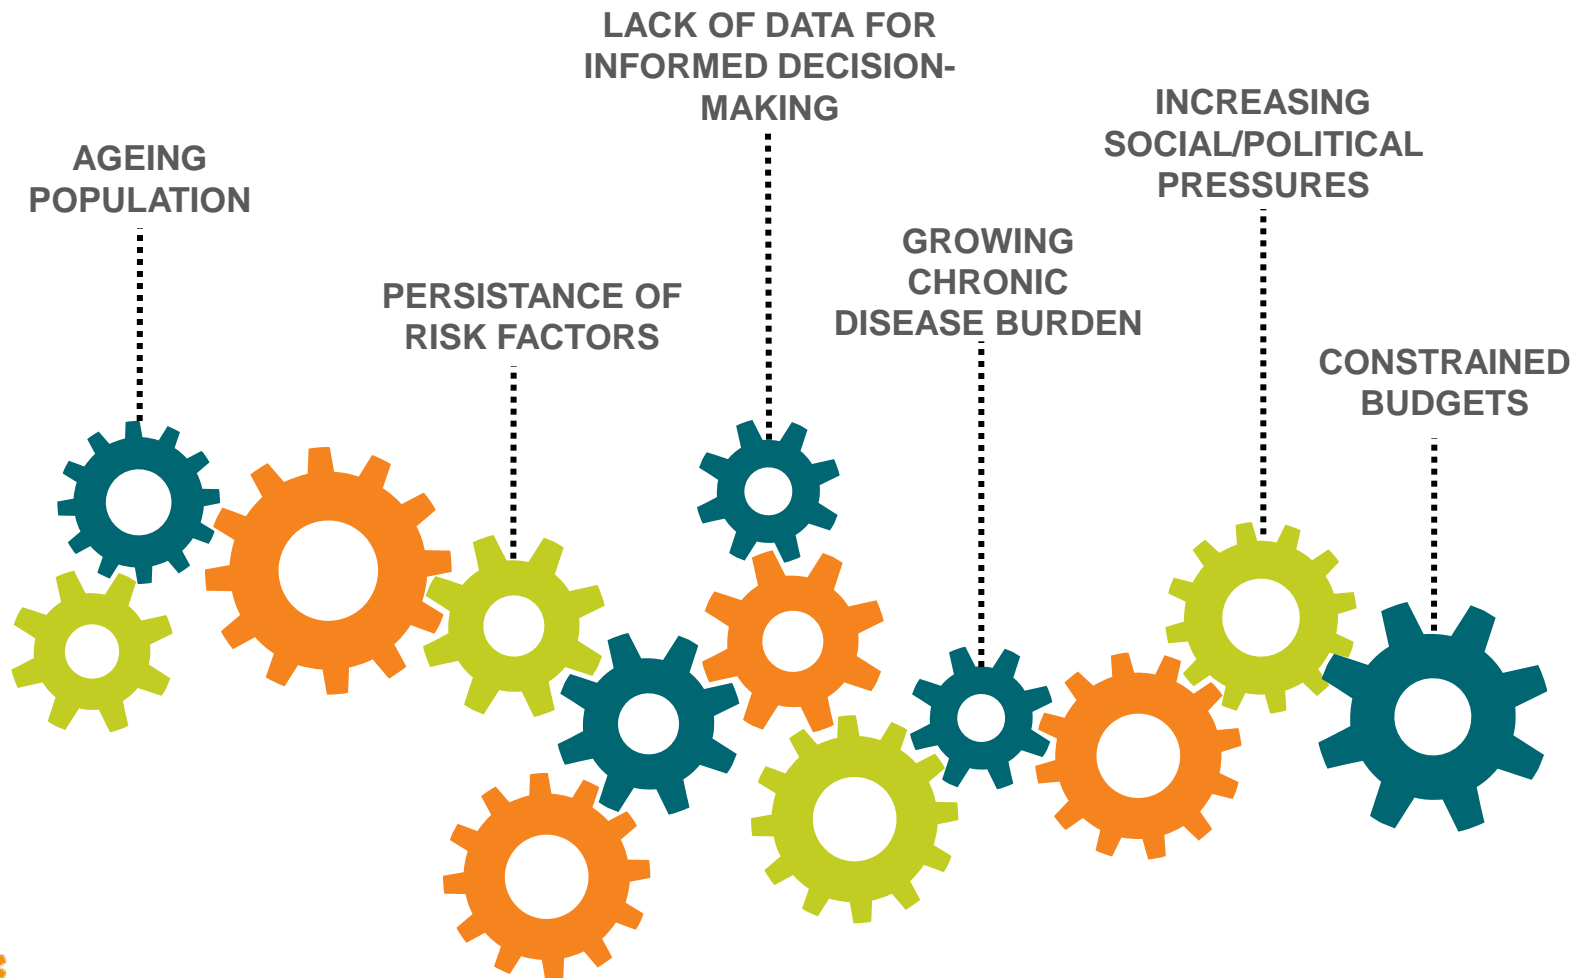 AGEING
POPULATION
PERSISTANCE OF
RISK FACTORS
LACK OF DATA FOR
INFORMED DECISION-
MAKING
GROWING
CHRONIC
DISEASE BURDEN
INCREASING
SOCIAL/POLITICAL
PRESSURES
CONSTRAINED
BUDGETS